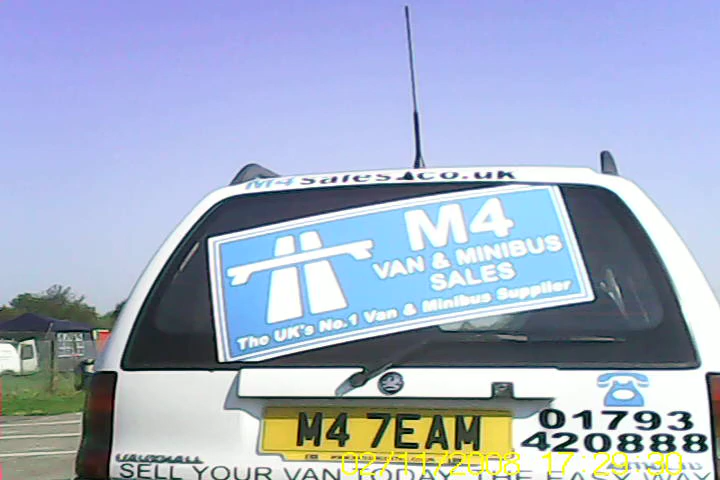 M4sales.co.uk
M4
VAN & MINIBUS
SALES
The UK's No.1 Van & Minibus Supplier
M4 7EAM
01793
420888
VAUXHALL
SELL YOUR VAN TODAY THE EASY WAY
02/11/2008 17:29:30